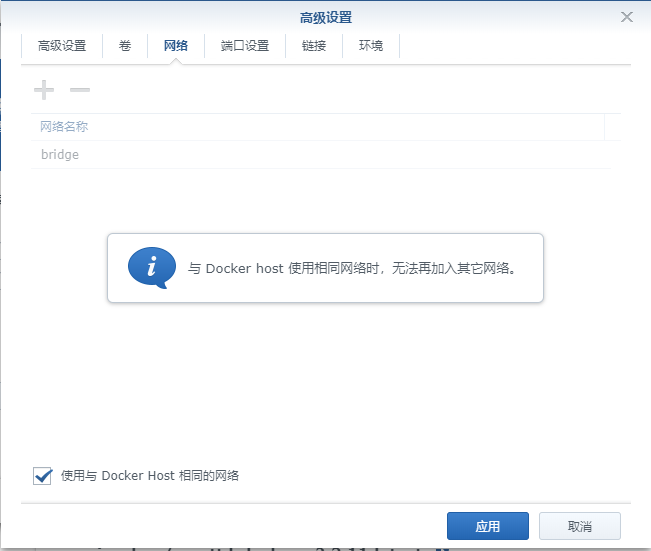 高级设置
高级设置 卷 网络 端口设置 链接 环境
网络名称
bridge
与 Docker host 使用相同网络时，无法再加入其它网络。
使用与 Docker Host 相同的网络
应用 取消